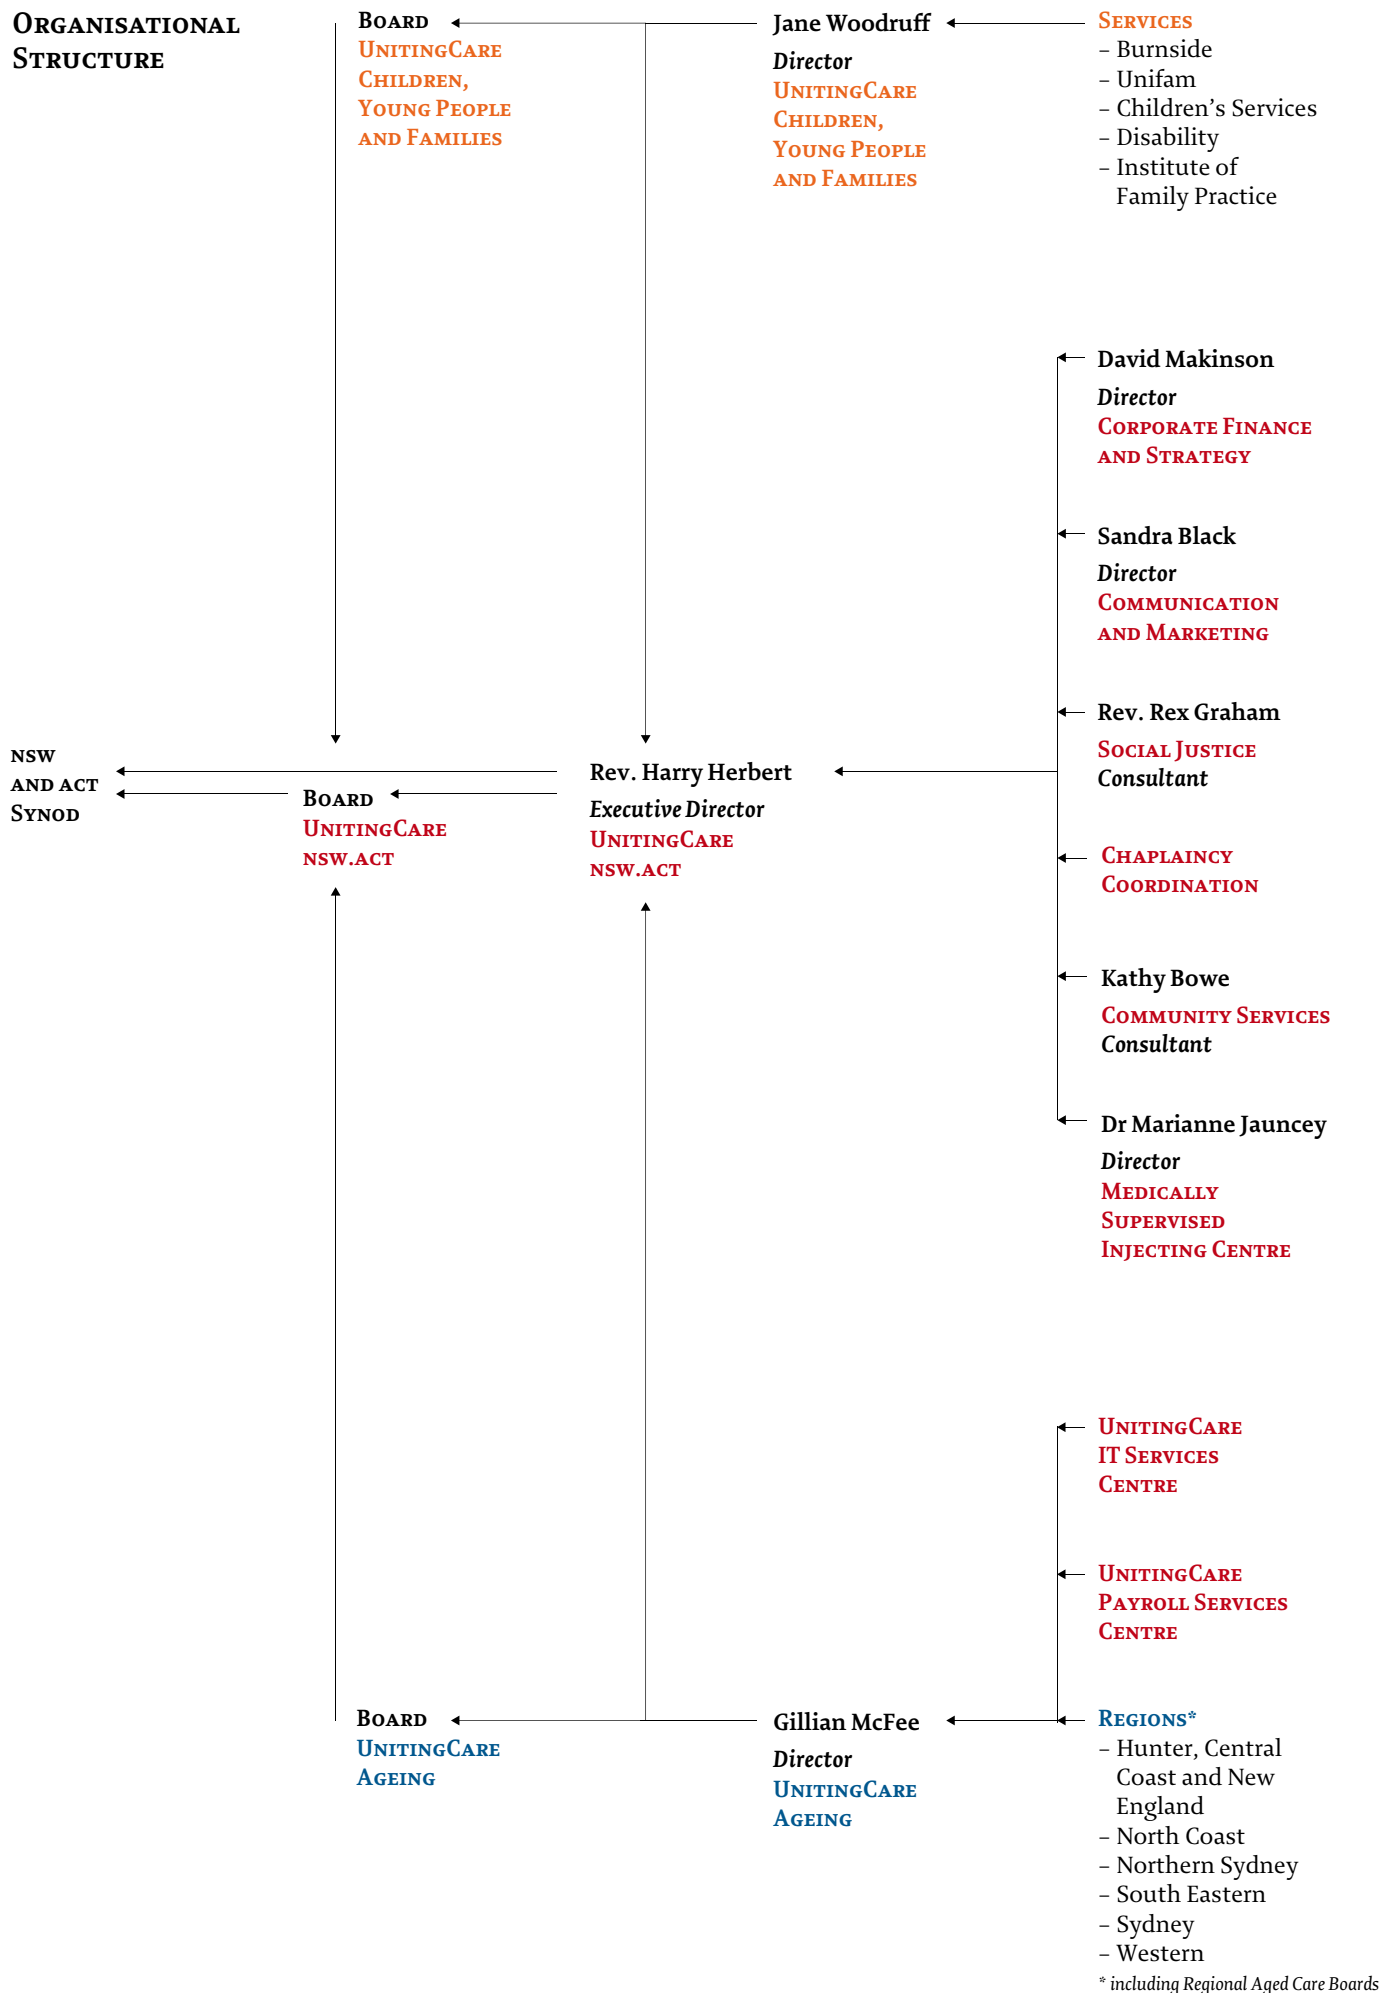 ORGANISATIONAL
STRUCTURE
BOARD
UNITINGCARE
CHILDREN,
YOUNG PEOPLE
AND FAMILIES
Jane Woodruff
Director
UNITINGCARE
CHILDREN,
YOUNG PEOPLE
AND FAMILIES
SERVICES
– Burnside
– Unifam
– Children’s Services
– Disability
– Institute of
Family Practice
David Makinson
Director
CORPORATE FINANCE
AND STRATEGY
Sandra Black
Director
COMMUNICATION
AND MARKETING
Rev. Rex Graham
SOCIAL JUSTICE
Consultant
NSW
AND ACT
SYNOD
BOARD
UNITINGCARE
NSW.ACT
Rev. Harry Herbert
Executive Director
UNITINGCARE
NSW.ACT
CHAPLAINCY
COORDINATION
Kathy Bowe
COMMUNITY SERVICES
Consultant
Dr Marianne Jauncey
Director
MEDICALLY
SUPERVISED
INJECTING CENTRE
UNITINGCARE
IT SERVICES
CENTRE
UNITINGCARE
PAYROLL SERVICES
CENTRE
BOARD
UNITINGCARE
AGEING
Gillian McFee
Director
UNITINGCARE
AGEING
REGIONS*
– Hunter, Central
Coast and New
England
– North Coast
– Northern Sydney
– South Eastern
– Sydney
– Western
* including Regional Aged Care Boards